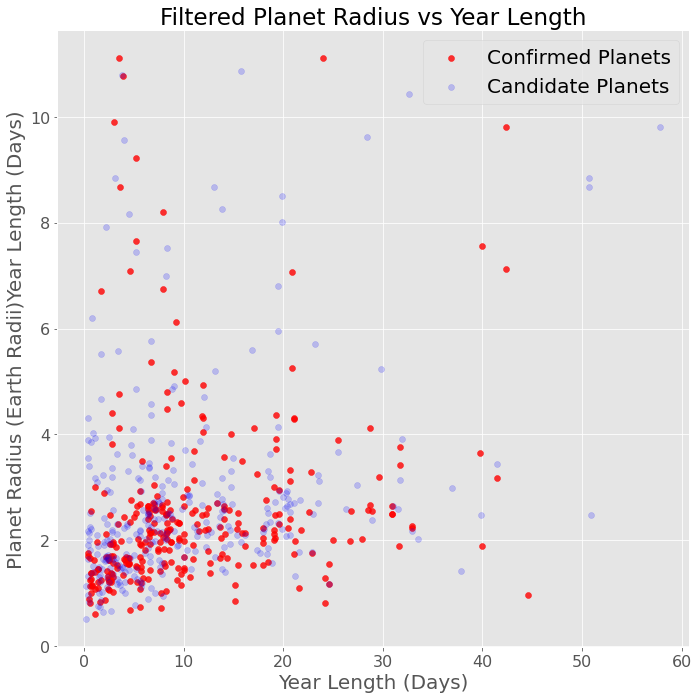 Filtered Planet Radius vs Year Length
Confirmed Planets
Candidate Planets
Planet Radius (Earth Radii)Year Length (Days)
10
8
6
4
2
0
0 10 20 30 40 50 60
Year Length (Days)